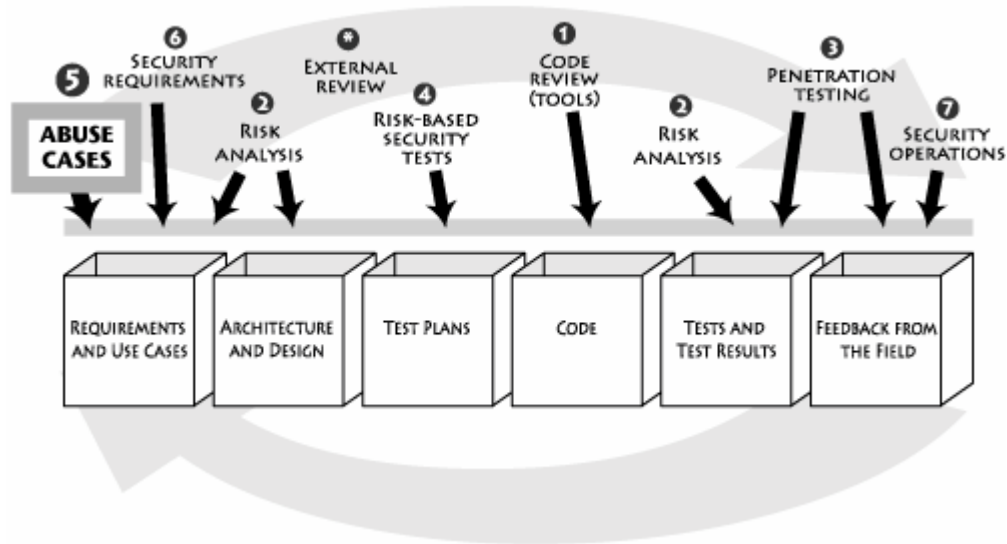 6
SECURITY
REQUIREMENTS
*
EXTERNAL
REVIEW
1
CODE
REVIEW
(TOOLS)
3
PENETRATION
TESTING
5
ABUSE
CASES
2
RISK
ANALYSIS
4
RISK-BASED
SECURITY
TESTS
2
RISK
ANALYSIS
7
SECURITY
OPERATIONS
REQUIREMENTS
AND USE CASES
ARCHITECTURE
AND DESIGN
TEST PLANS
CODE
TESTS AND
TEST RESULTS
FEEDBACK FROM
THE FIELD